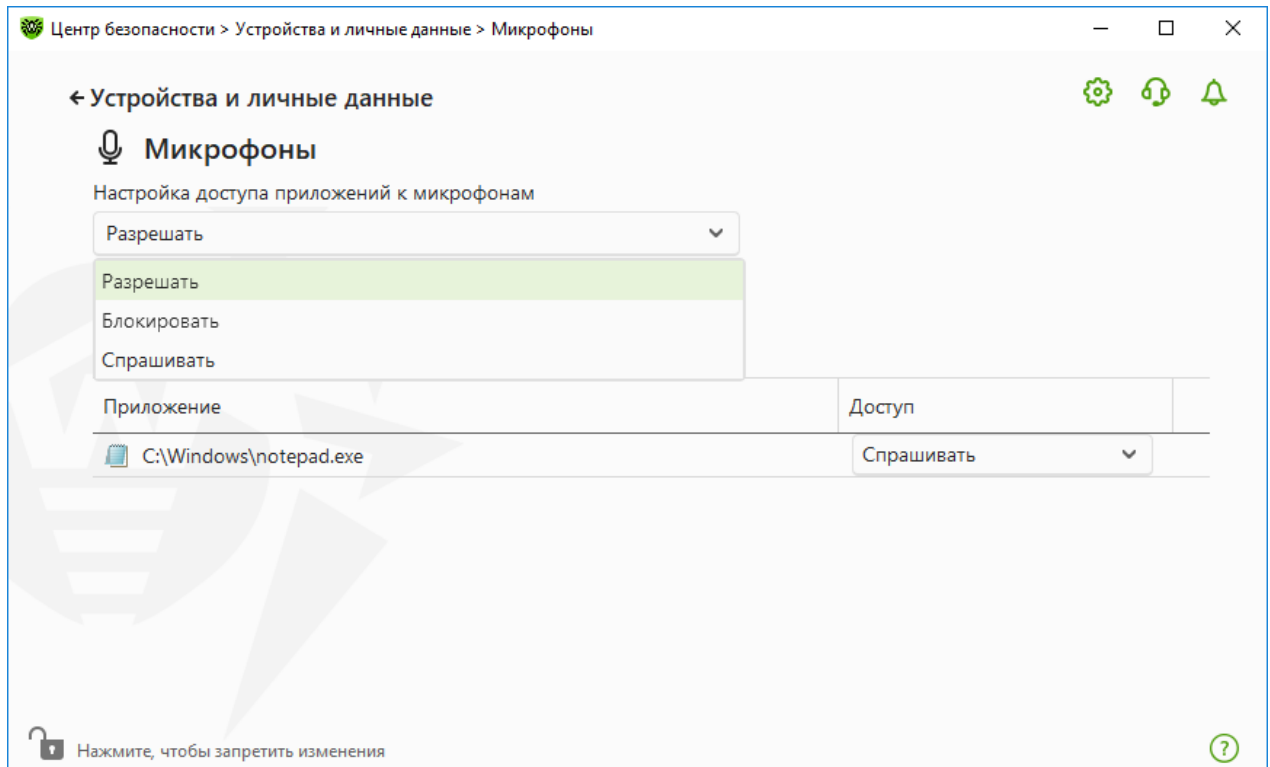 Центр безопасности > Устройства и личные данные > Микрофоны
Устройства и личные данные
Микрофоны
Настройка доступа приложений к микрофонам
Разрешать
Разрешать
Блокировать
Спрашивать
Приложение Доступ
C:\Windows\notepad.exe Спрашивать
Нажмите, чтобы запретить изменения
?